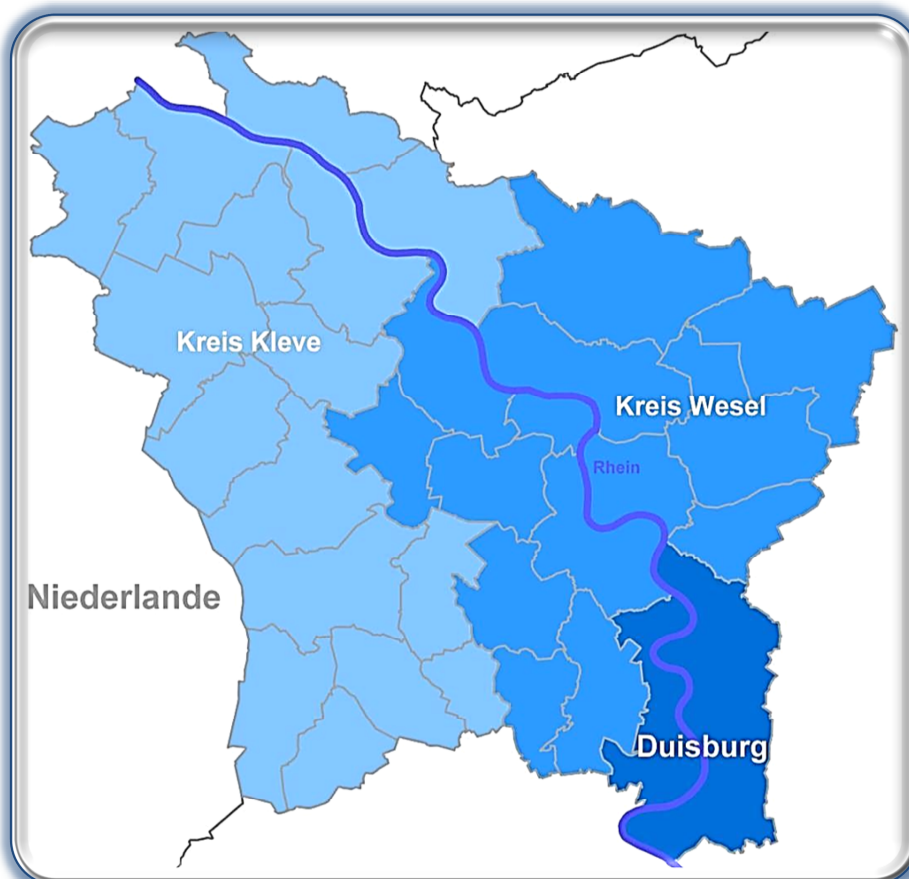 Kreis Kleve
Kreis Wesel
Rhein
Niederlande
Duisburg